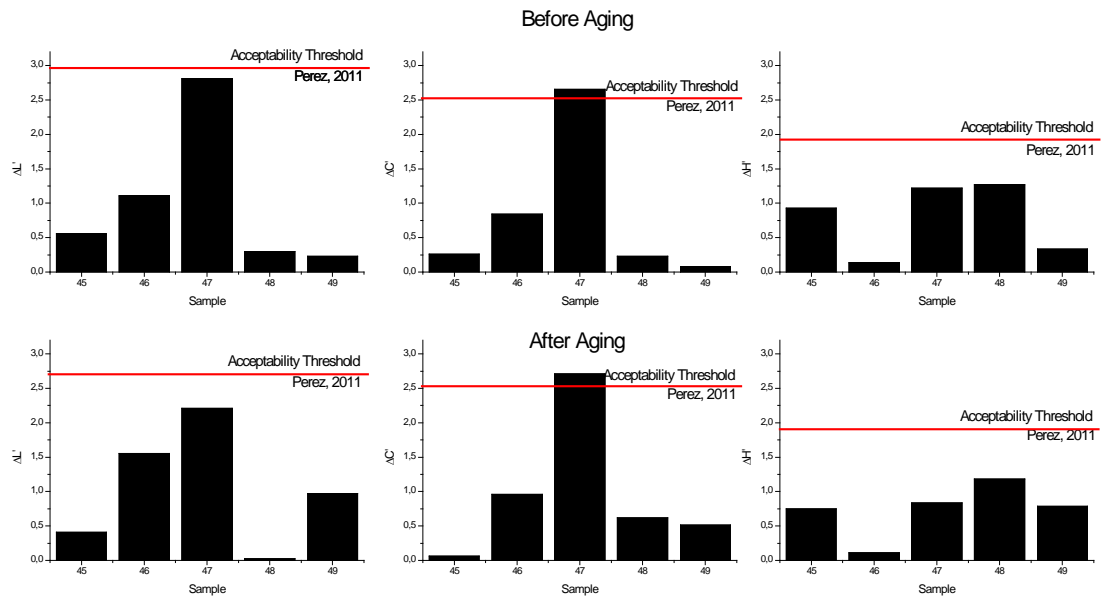 Before Aging
Acceptability Threshold
Perez, 2011
3,0
2,5
2,0
1,5
1,0
0,5
0,0
ΔL'
45 46 47 48 49
Sample
Acceptability Threshold
Perez, 2011
3,0
2,5
2,0
1,5
1,0
0,5
0,0
ΔC'
45 46 47 48 49
Sample
Acceptability Threshold
Perez, 2011
3,0
2,5
2,0
1,5
1,0
0,5
0,0
ΔH'
45 46 47 48 49
Sample
After Aging
Acceptability Threshold
Perez, 2011
3,0
2,5
2,0
1,5
1,0
0,5
0,0
ΔL'
45 46 47 48 49
Sample
Acceptability Threshold
Perez, 2011
3,0
2,5
2,0
1,5
1,0
0,5
0,0
ΔC'
45 46 47 48 49
Sample
Acceptability Threshold
Perez, 2011
3,0
2,5
2,0
1,5
1,0
0,5
0,0
ΔH'
45 46 47 48 49
Sample